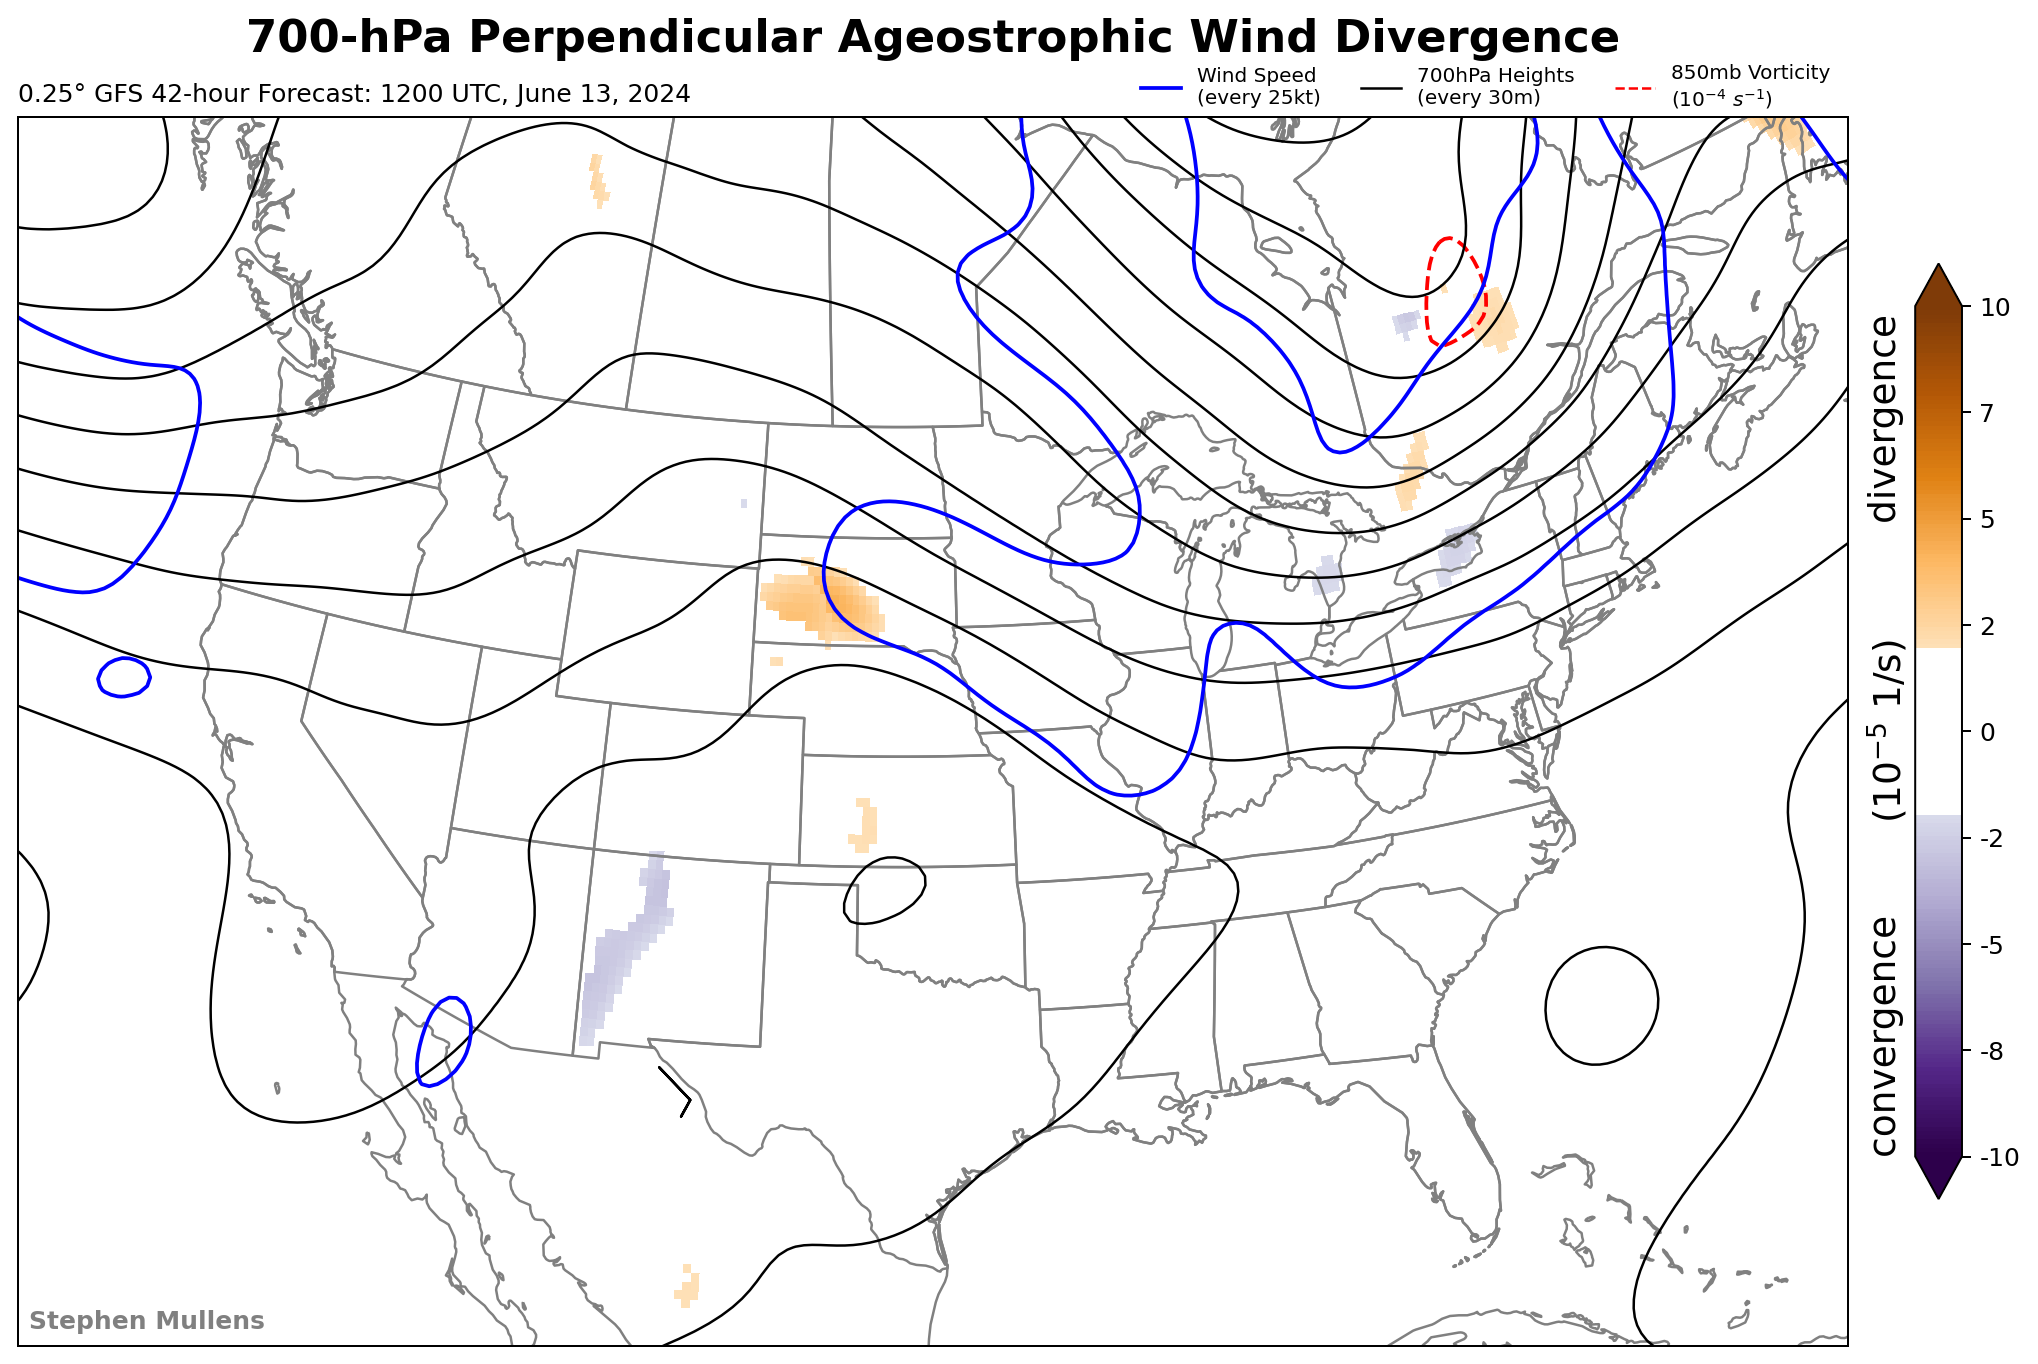 700-hPa Perpendicular Ageostrophic Wind Divergence
0.25° GFS 42-hour Forecast: 1200 UTC, June 13, 2024
Wind Speed
(every 25kt)
700hPa Heights
(every 30m)
850mb Vorticity
(10⁻⁴ s⁻¹)
10
7
5
2
0
-2
-5
-8
-10
convergence (10⁻⁵ 1/s) divergence
Stephen Mullens